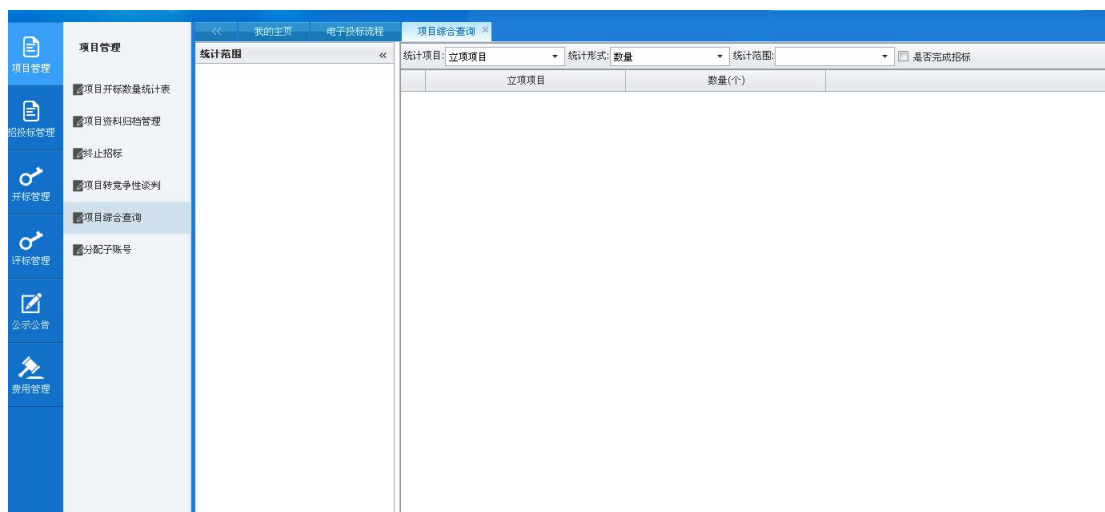 项目管理
招投标管理
开标管理
评标管理
公示公告
费用管理
项目管理
项目开标数量统计表
项目资料归档管理
终止招标
项目转竞争性谈判
项目综合查询
分配子账号
<< 我的主页 电子投标流程 项目综合查询 ×
统计范围 «
统计项目: 立项项目 统计形式: 数量 统计范围: 是否完成招标
立项项目 数量(个)